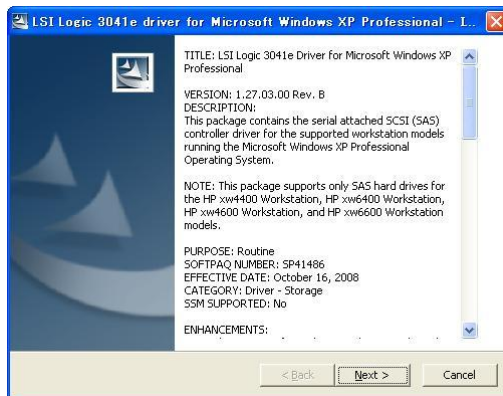 LSI Logic 3041e driver for Microsoft Windows XP Professional - I...
TITLE: LSI Logic 3041e Driver for Microsoft Windows XP
Professional
VERSION: 1.27.03.00 Rev. B
DESCRIPTION:
This package contains the serial attached SCSI (SAS)
controller driver for the supported workstation models
running the Microsoft Windows XP Professional
Operating System.
NOTE: This package supports only SAS hard drives for
the HP xw4400 Workstation, HP xw6400 Workstation,
HP xw4600 Workstation, and HP xw6600 Workstation
models.
PURPOSE: Routine
SOFTPAQ NUMBER: SP41486
EFFECTIVE DATE: October 16, 2008
CATEGORY: Driver - Storage
SSM SUPPORTED: No
ENHANCEMENTS:
< Back
Next >
Cancel